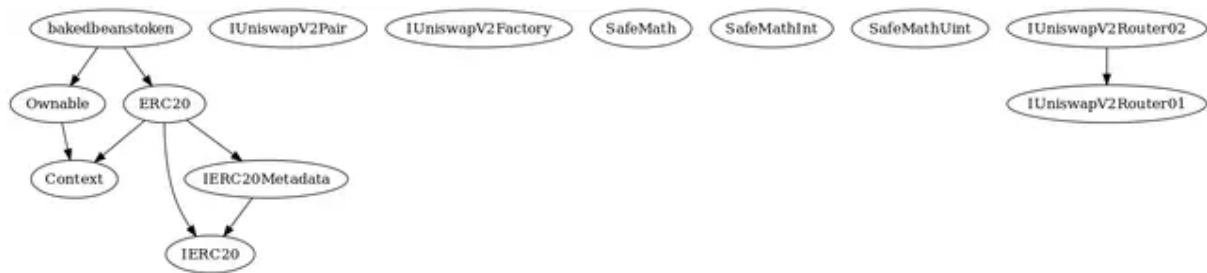 bakedbeanstoken IUniswapV2Pair IUniswapV2Factory SafeMath SafeMathInt SafeMathUint IUniswapV2Router02
Ownable ERC20 IUniswapV2Router01
Context IERC20Metadata
IERC20